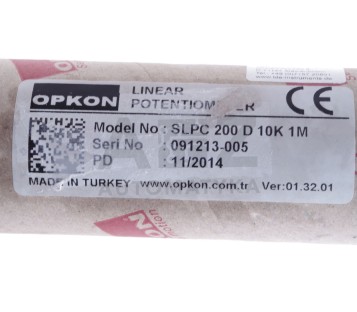 OPKON
LINEAR
POTENTIOMETER
CE
Model No : SLPC 200 D 10K 1M
Seri No : 091213-005
PD : 11/2014
MADE IN TURKEY www.opkon.com.tr Ver:01.32.01